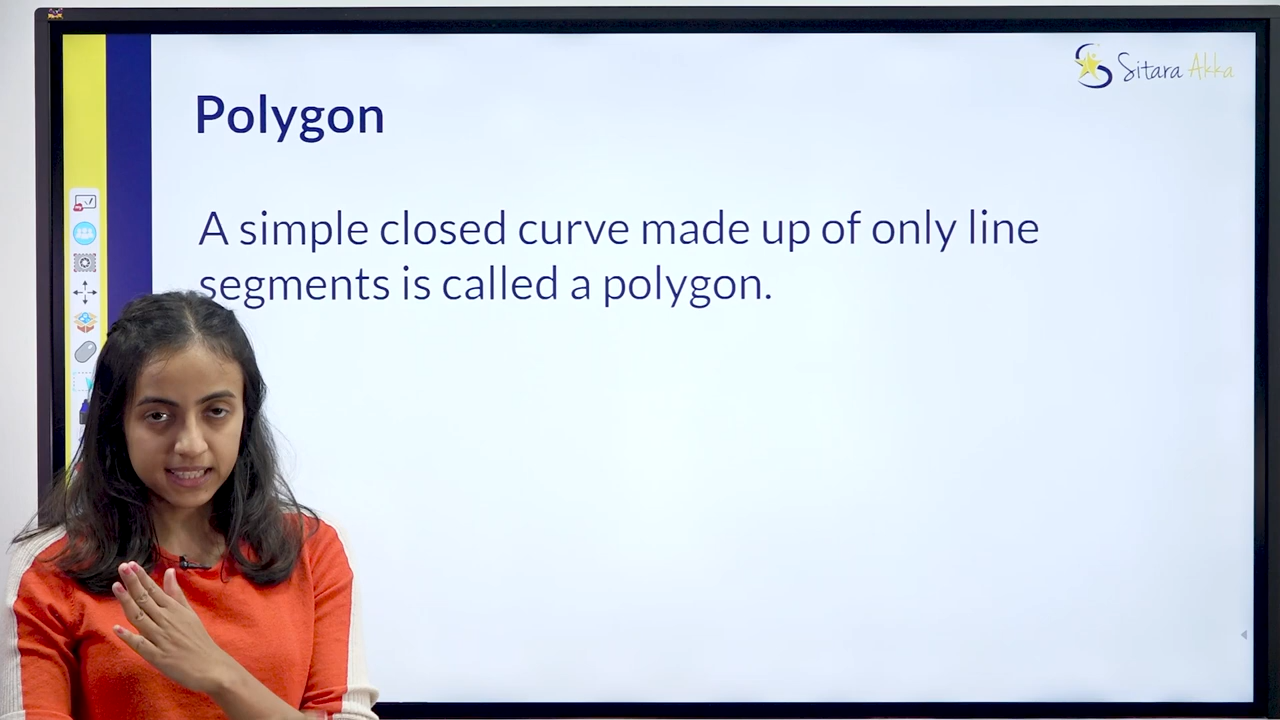 Sitara Akka
Polygon
A simple closed curve made up of only line
segments is called a polygon.